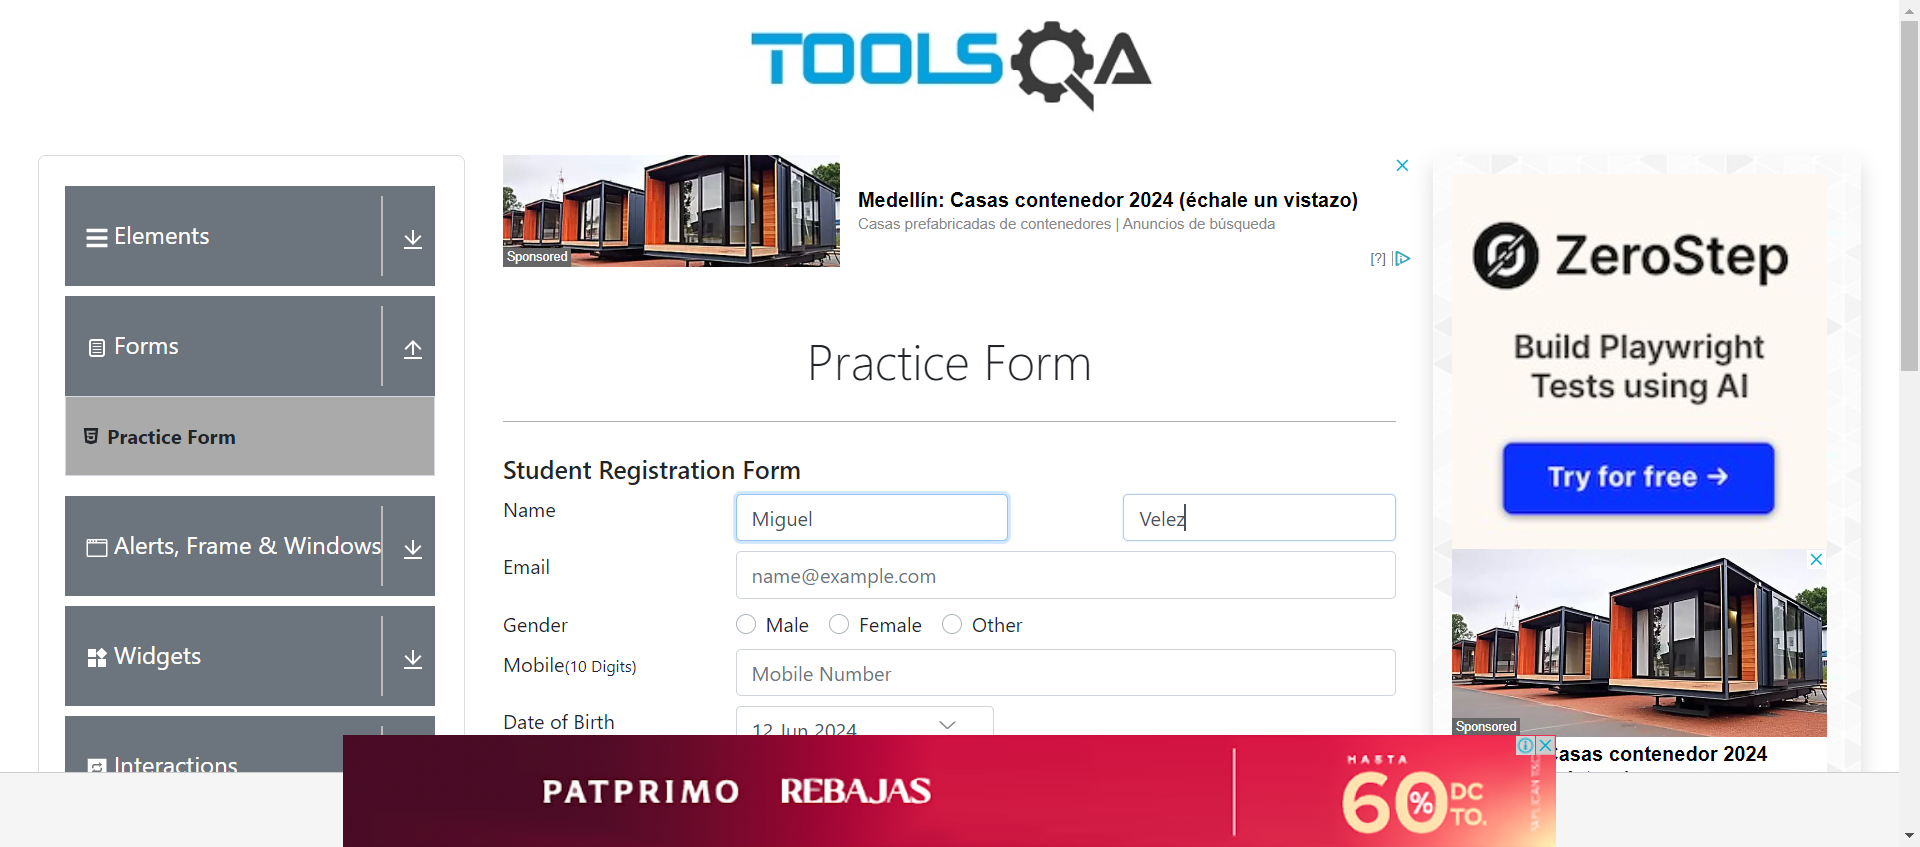 TOOLSQA
Elements
Forms
Practice Form
Alerts, Frame & Windows
Widgets
Interactions
Sponsored
Medellín: Casas contenedor 2024 (échale un vistazo)
Casas prefabricadas de contenedores | Anuncios de búsqueda
[?]
Practice Form
Student Registration Form
Name
Miguel
Velez
Email
name@example.com
Gender
Male
Female
Other
Mobile(10 Digits)
Mobile Number
Date of Birth
12 Jun 2024
ZeroStep
Build Playwright
Tests using AI
Try for free →
Sponsored
Casas contenedor 2024
PATPRIMO REBAJAS
HASTA
60% DCTO.